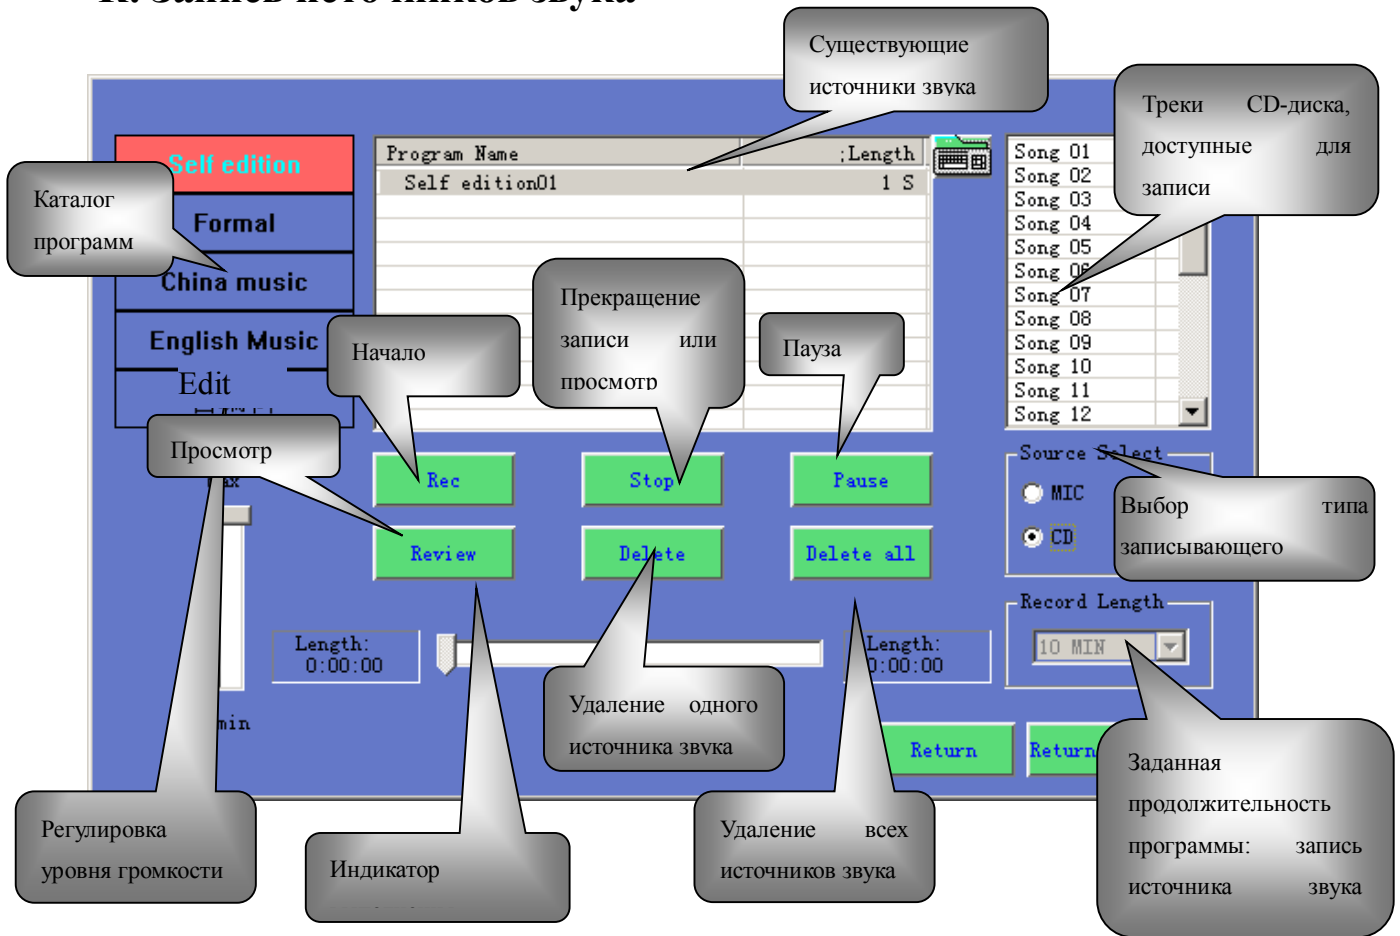 К. Запись источников звука
Существующие
источники звука
Треки CD-диска,
доступные для
записи
Каталог
программ
Self edition
Formal
China music
English Music
Edit
Program Name ;Length
Self edition01 1 S
Song 01
Song 02
Song 03
Song 04
Song 05
Song 06
Song 07
Song 08
Song 09
Song 10
Song 11
Song 12
Начало
Прекращение
записи или
просмотр
Пауза
Просмотр
Rec
Stop
Pause
Review
Delete
Delete all
Source Select
MIC
CD
Выбор типа
записывающего
Record Length
10 MIN
Length:
0:00:00
Length:
0:00:00
min
Удаление одного
источника звука
Return
Return
Регулировка
уровня громкости
Индикатор
Удаление всех
источников звука
Заданная
продолжительность
программы: запись
источника звука